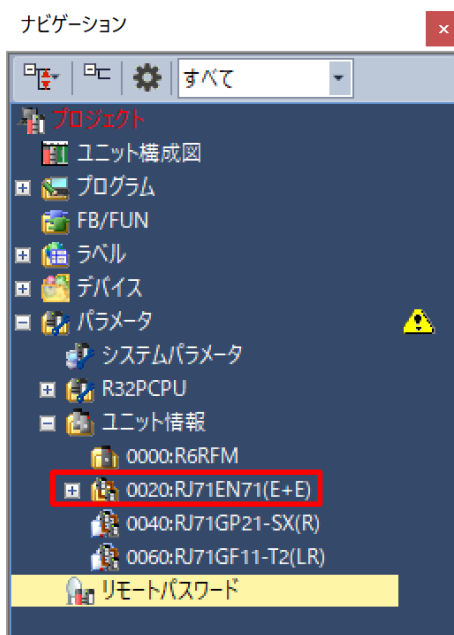 ナビゲーション
すべて
プロジェクト
ユニット構成図
プログラム
FB/FUN
ラベル
デバイス
パラメータ
システムパラメータ
R32PCPU
ユニット情報
0000:R6RFM
0020:RJ71EN71(E+E)
0040:RJ71GP21-SX(R)
0060:RJ71GF11-T2(LR)
リモートパスワード